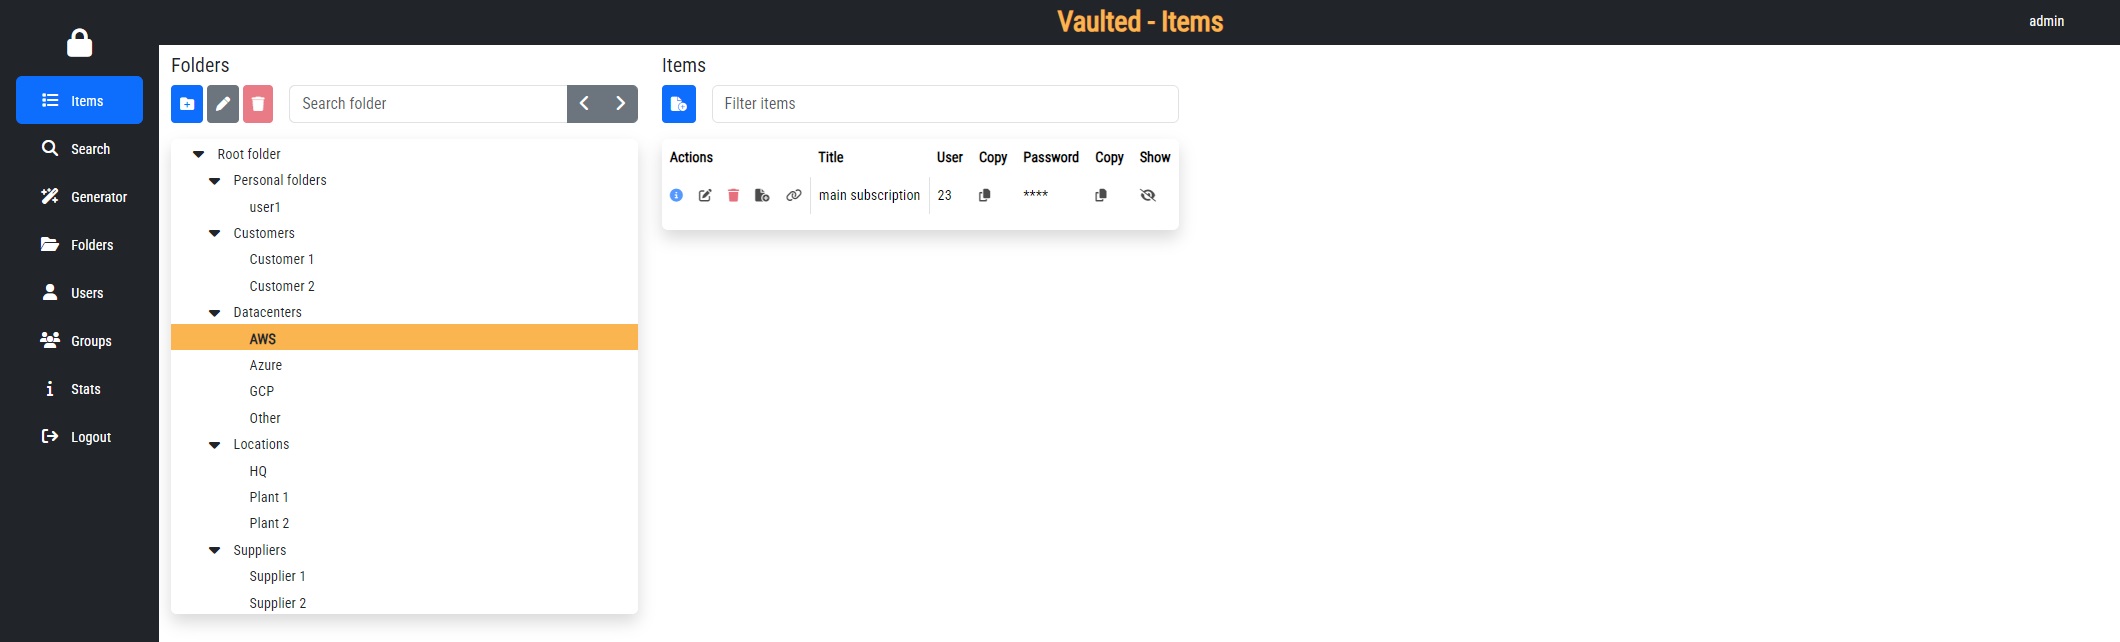 Vaulted - Items
admin
Items
Search
Generator
Folders
Users
Groups
Stats
Logout
Folders
Search folder
Root folder
Personal folders
user1
Customers
Customer 1
Customer 2
Datacenters
AWS
Azure
GCP
Other
Locations
HQ
Plant 1
Plant 2
Suppliers
Supplier 1
Supplier 2
Items
Filter items
Actions Title User Copy Password Copy Show
main subscription 23 ****